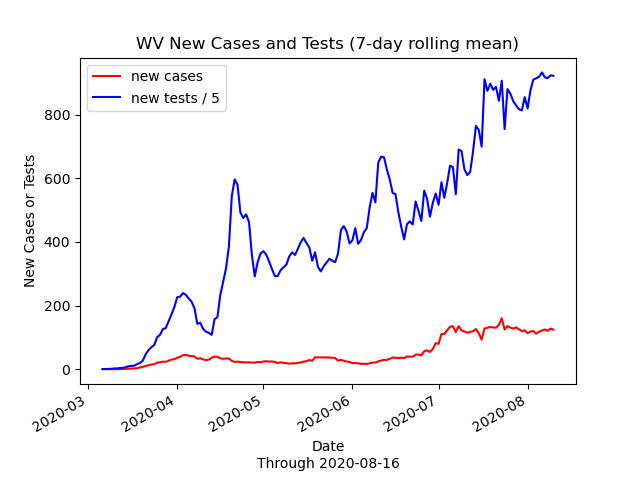 WV New Cases and Tests (7-day rolling mean)
new cases
new tests / 5
New Cases or Tests
800
600
400
200
0
2020-03
2020-04
2020-05
2020-06
2020-07
2020-08
Date
Through 2020-08-16